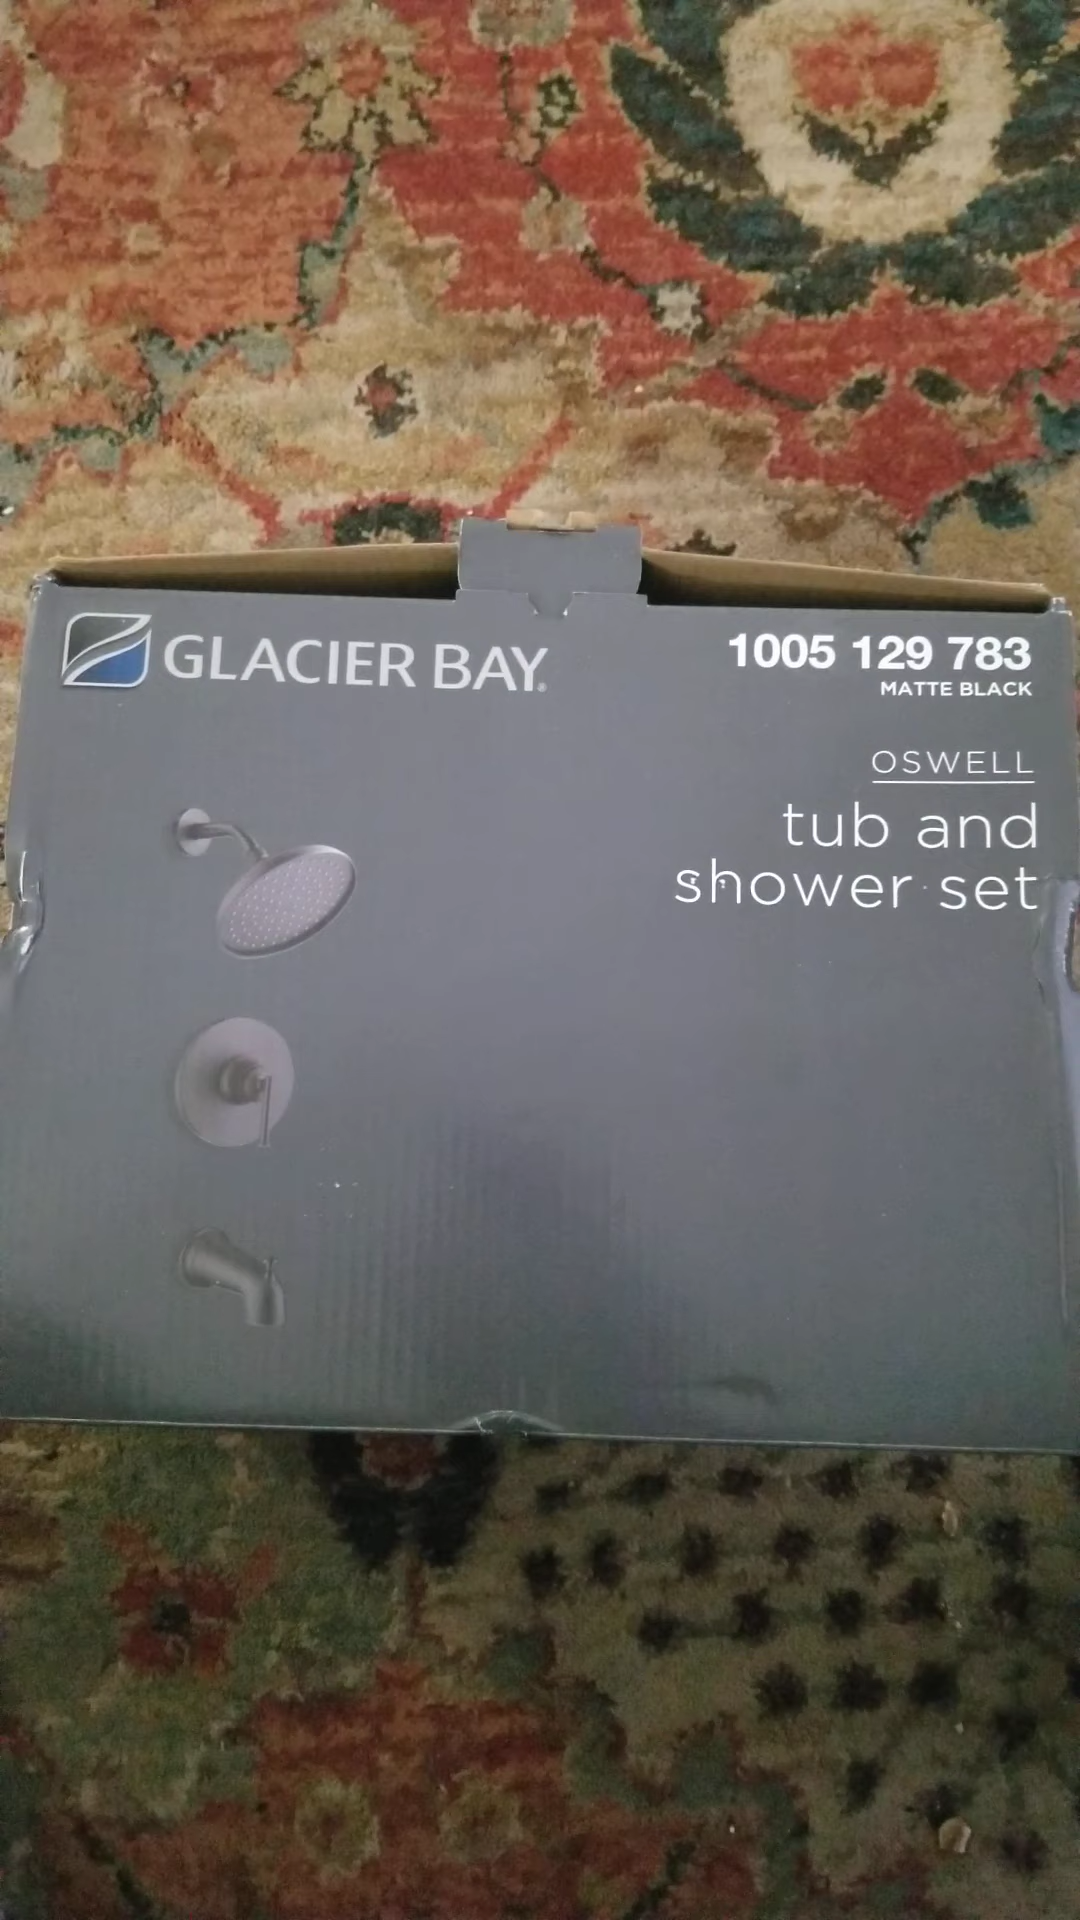 GLACIER BAY®
1005 129 783
MATTE BLACK
OSWELL
tub and
shower set